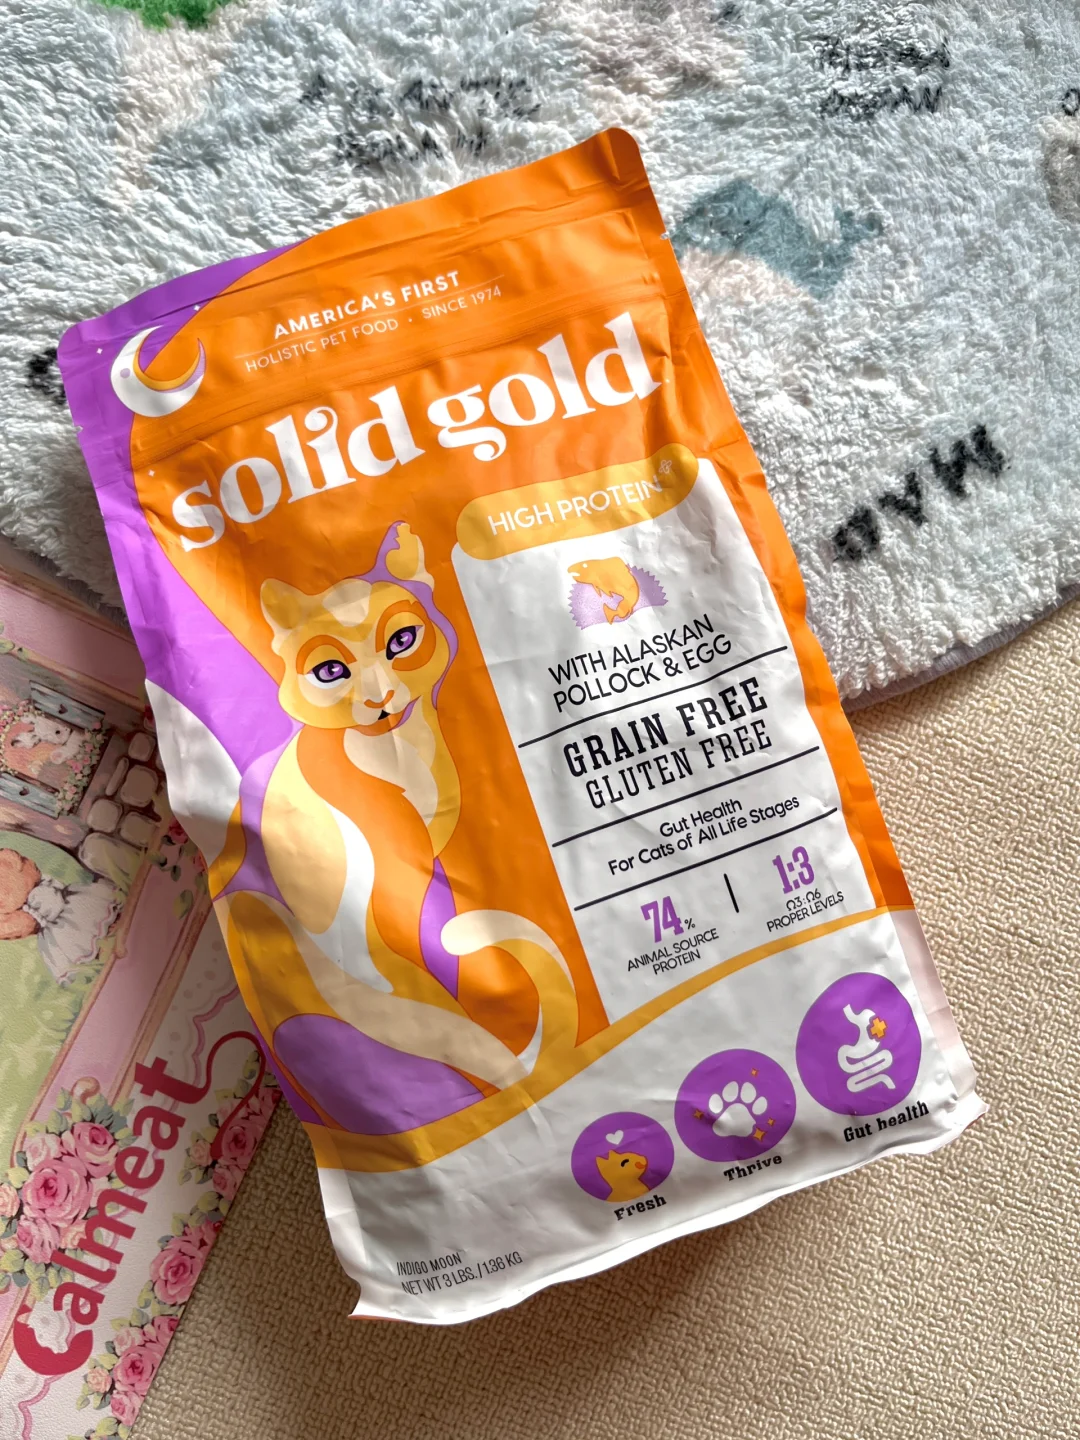 AMERICA'S FIRST
HOLISTIC PET FOOD · SINCE 1974
solid gold
HIGH PROTEIN
WITH ALASKAN
POLLOCK & EGG
GRAIN FREE
GLUTEN FREE
Gut Health
For Cats of All Life Stages
74%
ANIMAL SOURCE
PROTEIN
1:3
Ω3:Ω6
PROPER LEVELS
Fresh
Thrive
Gut health
INDIGO MOON
NET WT 3 LBS. / 1.36 KG
Calmeat
MAP